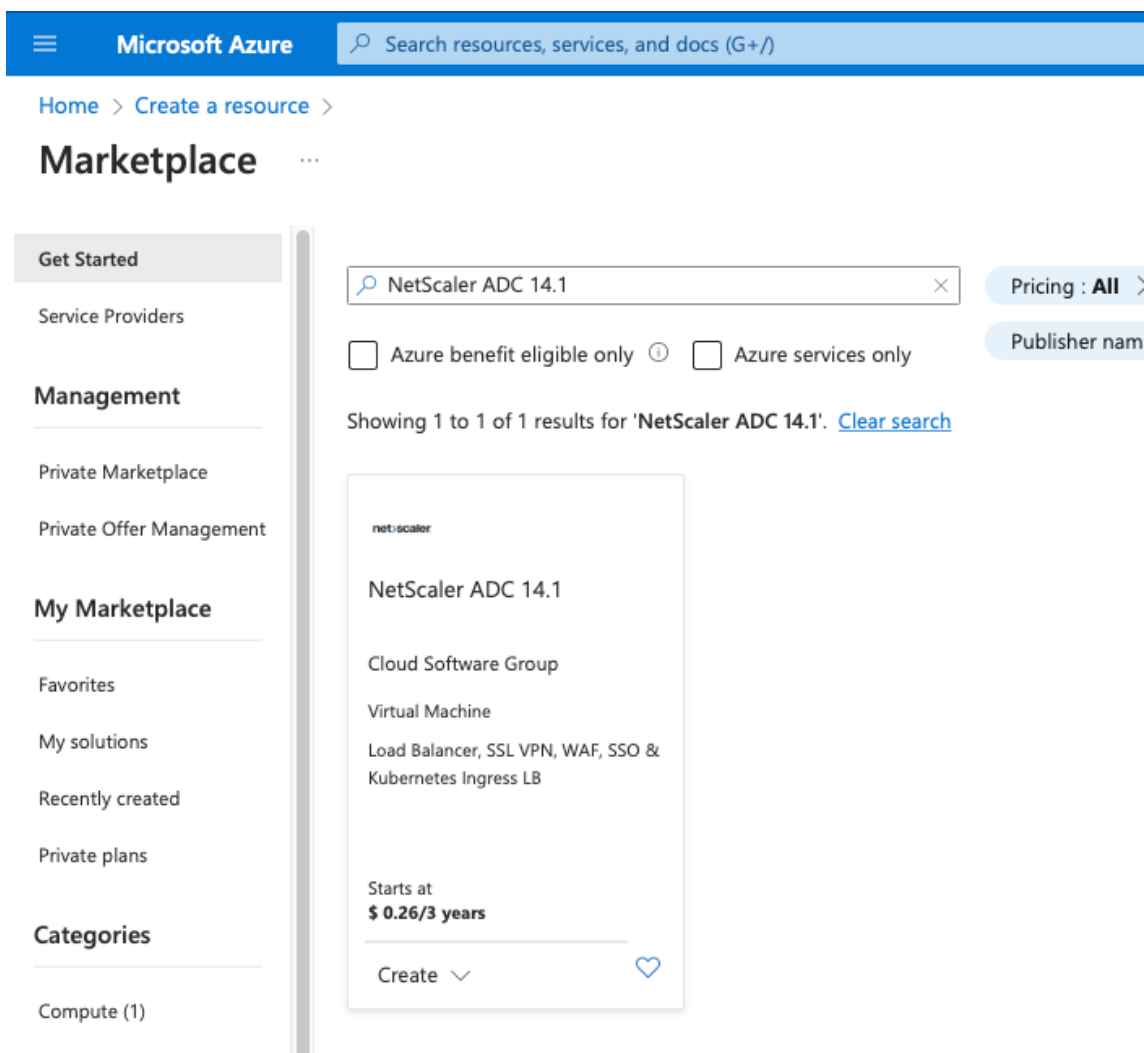 Microsoft Azure
Search resources, services, and docs (G+/)
Home > Create a resource >
Marketplace ...
Get Started
Service Providers
Management
Private Marketplace
Private Offer Management
My Marketplace
Favorites
My solutions
Recently created
Private plans
Categories
Compute (1)
NetScaler ADC 14.1
Pricing : All
Azure benefit eligible only
Azure services only
Publisher nam
Showing 1 to 1 of 1 results for 'NetScaler ADC 14.1'. Clear search
net>scaler
NetScaler ADC 14.1
Cloud Software Group
Virtual Machine
Load Balancer, SSL VPN, WAF, SSO &
Kubernetes Ingress LB
Starts at
$ 0.26/3 years
Create